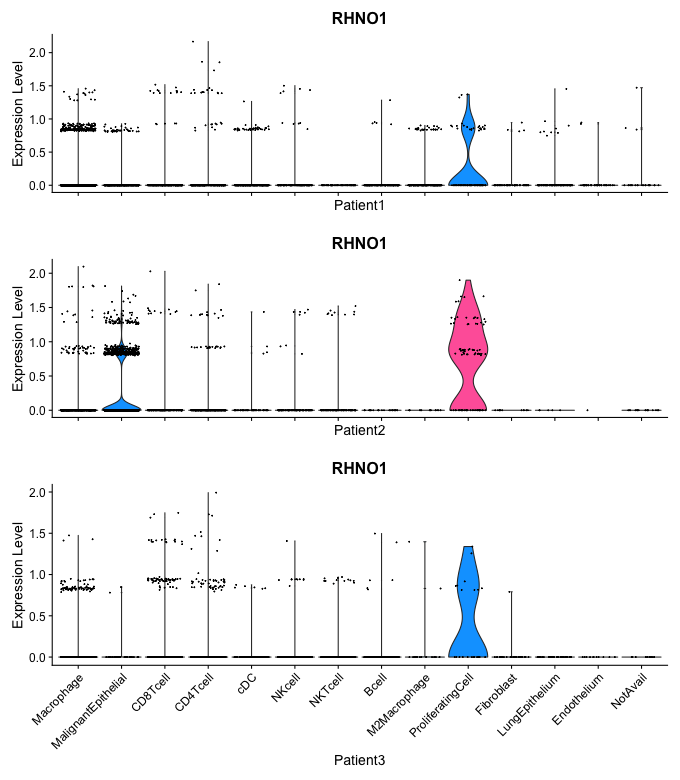 RHNO1
Expression Level
2.0
1.5
1.0
0.5
0.0
Patient1
RHNO1
Expression Level
2.0
1.5
1.0
0.5
0.0
Patient2
RHNO1
Expression Level
2.0
1.5
1.0
0.5
0.0
Macrophage
MalignantEpithelial
CD8Tcell
CD4Tcell
cDC
NKcell
NKTcell
Bcell
M2Macrophage
ProliferatingCell
Fibroblast
LungEpithelium
Endothelium
NotAvail
Patient3